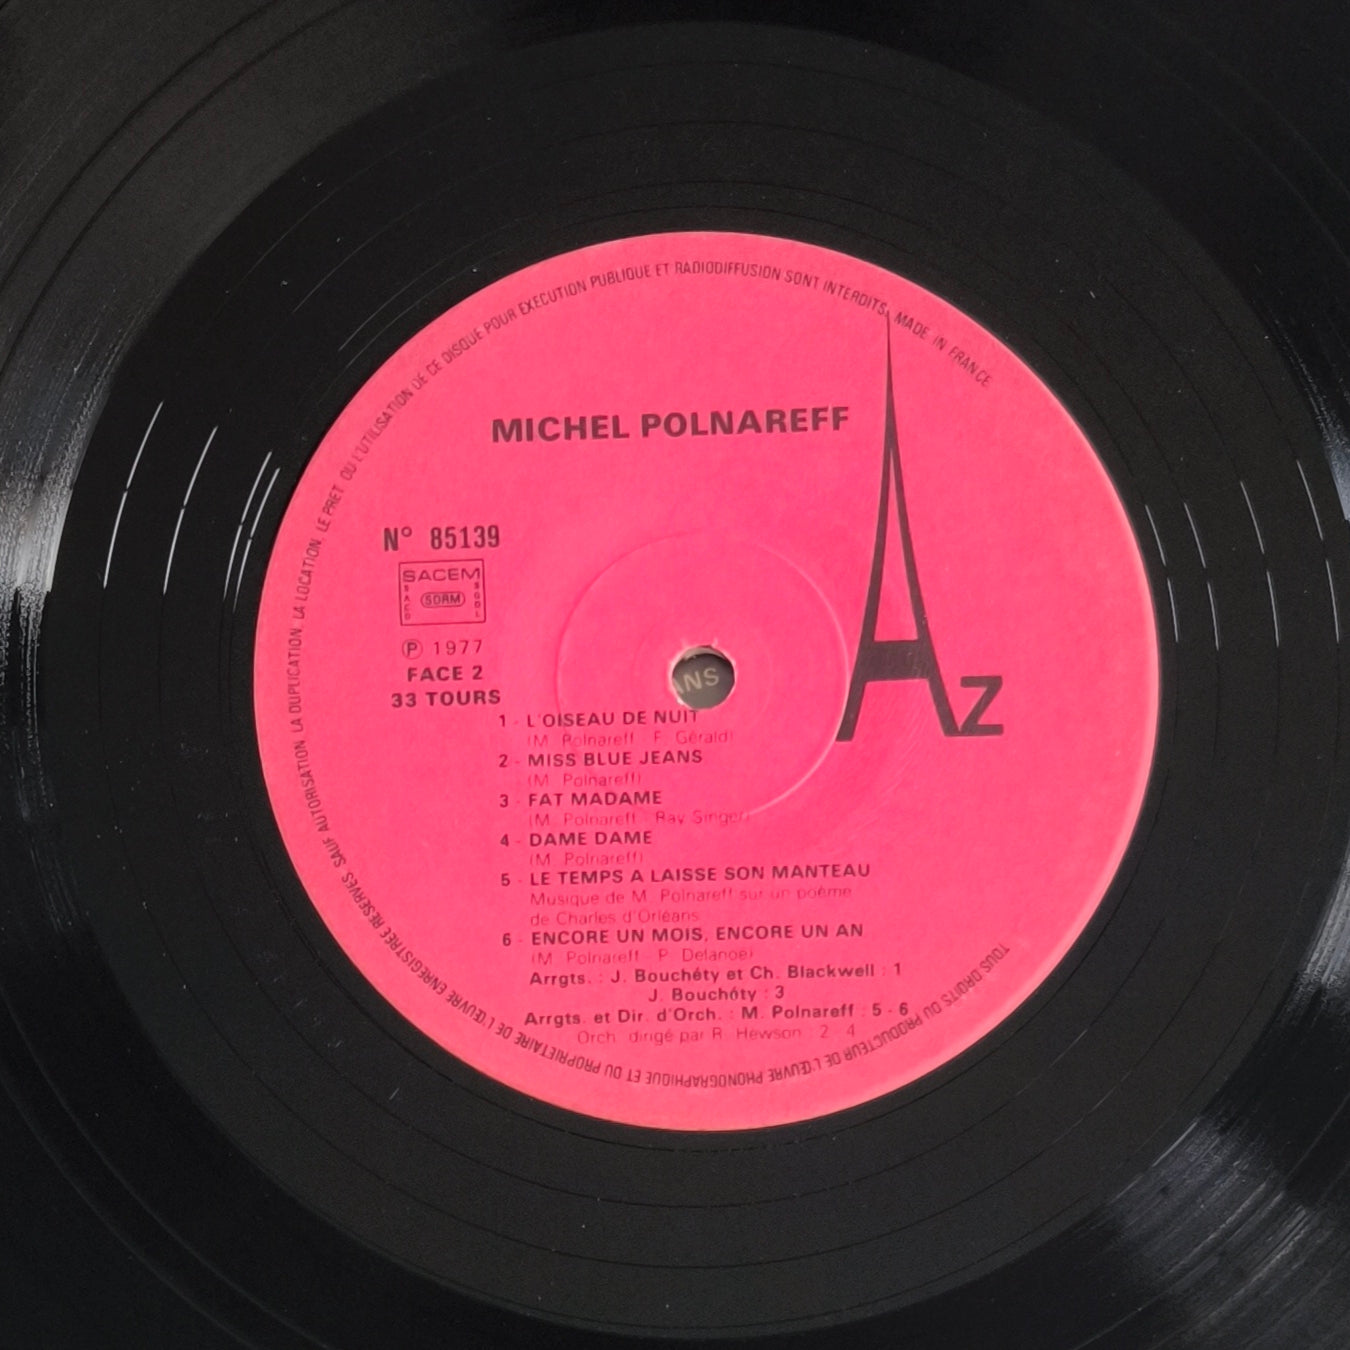 TOUS DROITS DU PRODUCTEUR DE L'ŒUVRE PHONOGRAPHIQUE ET DU PROPRIETAIRE DE L'ŒUVRE ENREGISTREE RESERVES. SAUF AUTORISATION. LA DUPLICATION. LA LOCATION. LE PRET OU L'UTILISATION DE CE DISQUE POUR EXECUTION PUBLIQUE ET RADIODIFFUSION SONT INTERDITS. MADE IN FRANCE
MICHEL POLNAREFF
N° 85139
SACEM
SACD
SDRM
SGDL
Ⓟ 1977
FACE 2
33 TOURS
AZ
ANS
1 - L'OISEAU DE NUIT
(M. Polnareff - F. Gérald)
2 - MISS BLUE JEANS
(M. Polnareff)
3 - FAT MADAME
(M. Polnareff - Ray Singer)
4 - DAME DAME
(M. Polnareff)
5 - LE TEMPS A LAISSE SON MANTEAU
Musique de M. Polnareff sur un poème
de Charles d'Orléans
6 - ENCORE UN MOIS, ENCORE UN AN
(M. Polnareff - P. Delanoe)
Arrgts. : J. Bouchéty et Ch. Blackwell : 1
J. Bouchéty : 3
Arrgts. et Dir. d'Orch. : M. Polnareff : 5 - 6
Orch. dirigé par R. Hewson : 2 - 4